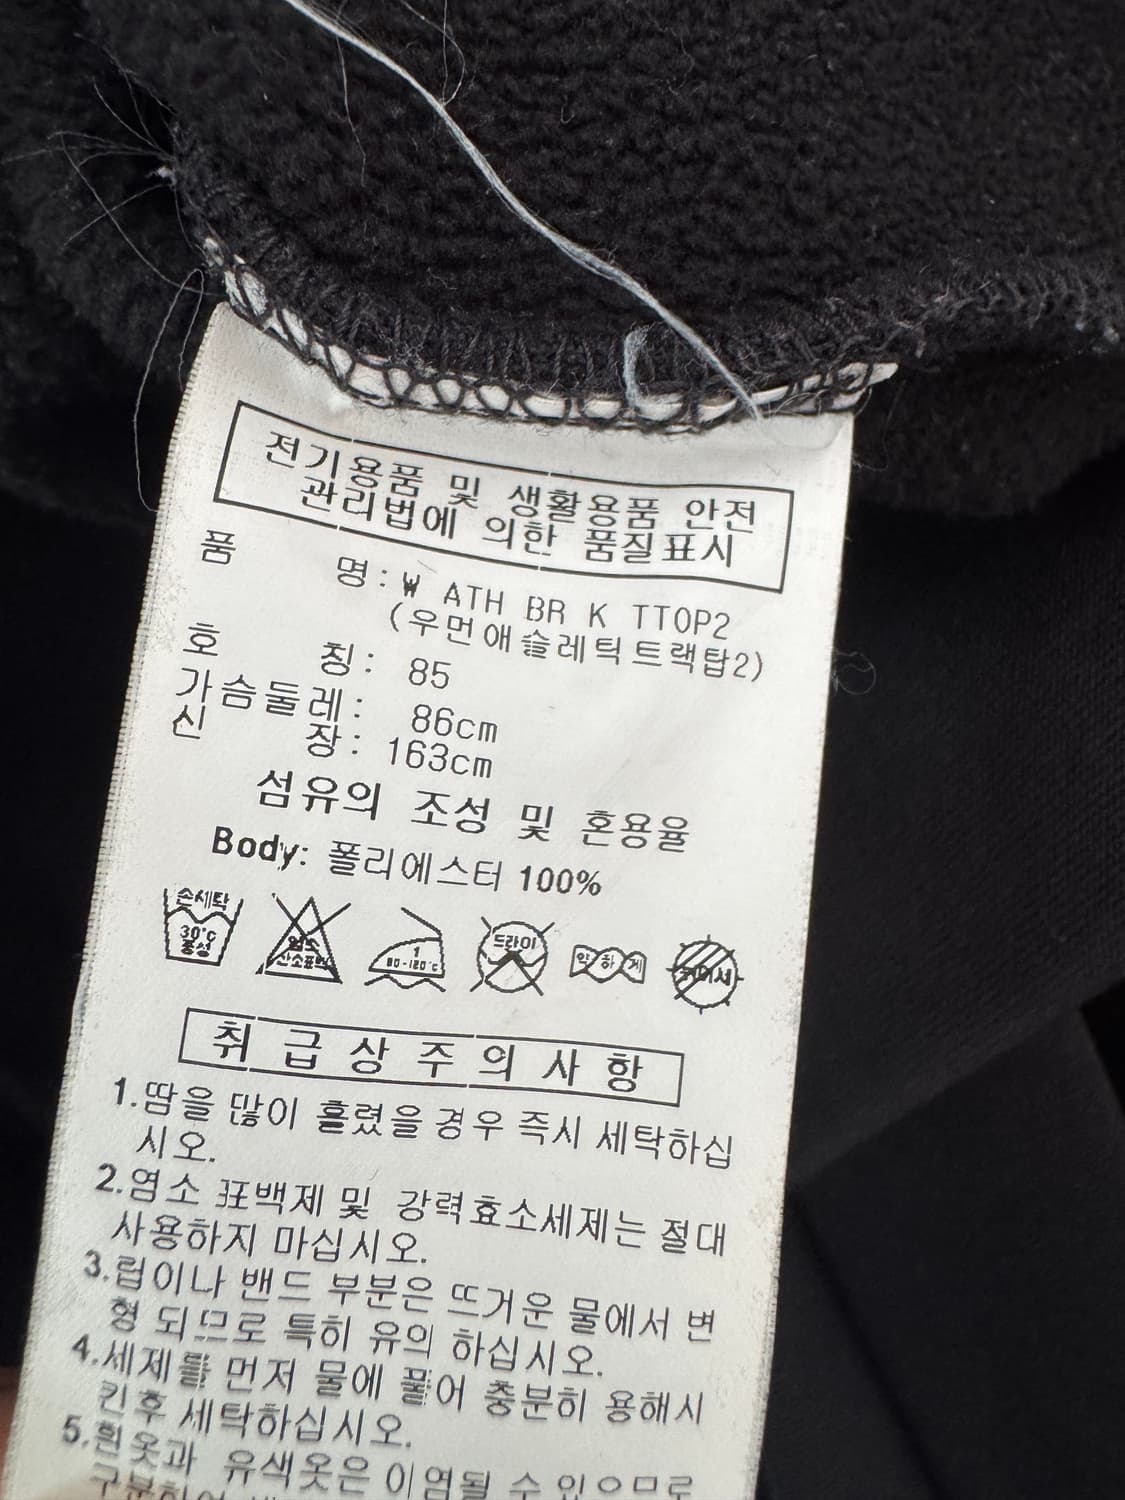 전기용품 및 생활용품 안전
관리법에 의한 품질표시
품 명: W ATH BR K TTOP2
(우먼애슬레틱트랙탑2)
호 칭: 85
가슴둘레: 86cm
신 장: 163cm
섬유의 조성 및 혼용율
Body: 폴리에스터 100%
손세탁
30°C
중성
염소
산소표백
1
80-120°C
드라이
약하게
취급상주의사항
1.땀을 많이 흘렸을경우 즉시 세탁하십
시오.
2.염소 표백제 및 강력효소세제는 절대
사용하지 마십시오.
3.립이나 밴드 부분은 뜨거운 물에서 변
형 되므로 특히 유의 하십시오.
4.세제를 먼저 물에 풀어 충분히 용해시
킨후 세탁하십시오.
5.흰옷과 유색옷은 이염될 수 있으므로